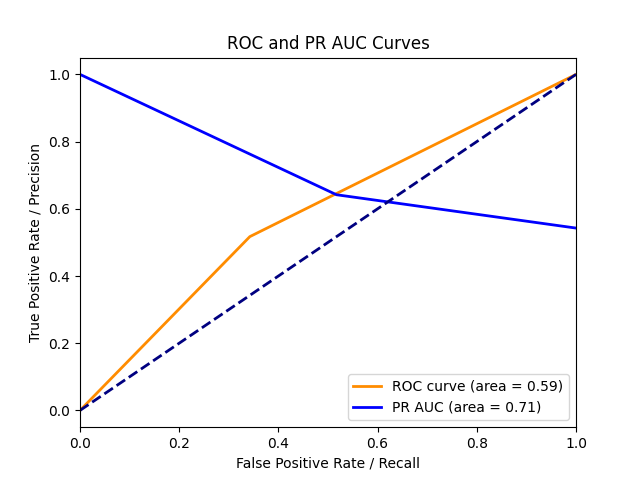 ROC and PR AUC Curves
True Positive Rate / Precision
1.0
0.8
0.6
0.4
0.2
0.0
ROC curve (area = 0.59)
PR AUC (area = 0.71)
0.0 0.2 0.4 0.6 0.8 1.0
False Positive Rate / Recall